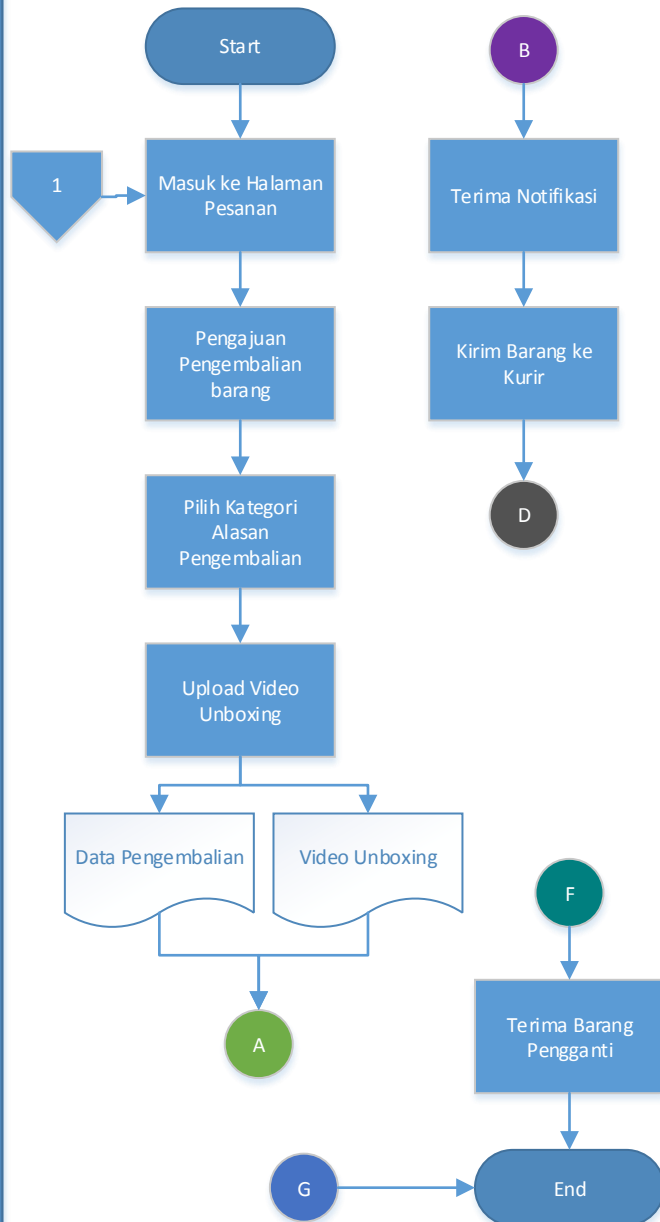 Start
1
Masuk ke Halaman
Pesanan
Pengajuan
Pengembalian
barang
Pilih Kategori
Alasan
Pengembalian
Upload Video
Unboxing
Data Pengembalian
Video Unboxing
A
B
Terima Notifikasi
Kirim Barang ke
Kurir
D
F
Terima Barang
Pengganti
G
End